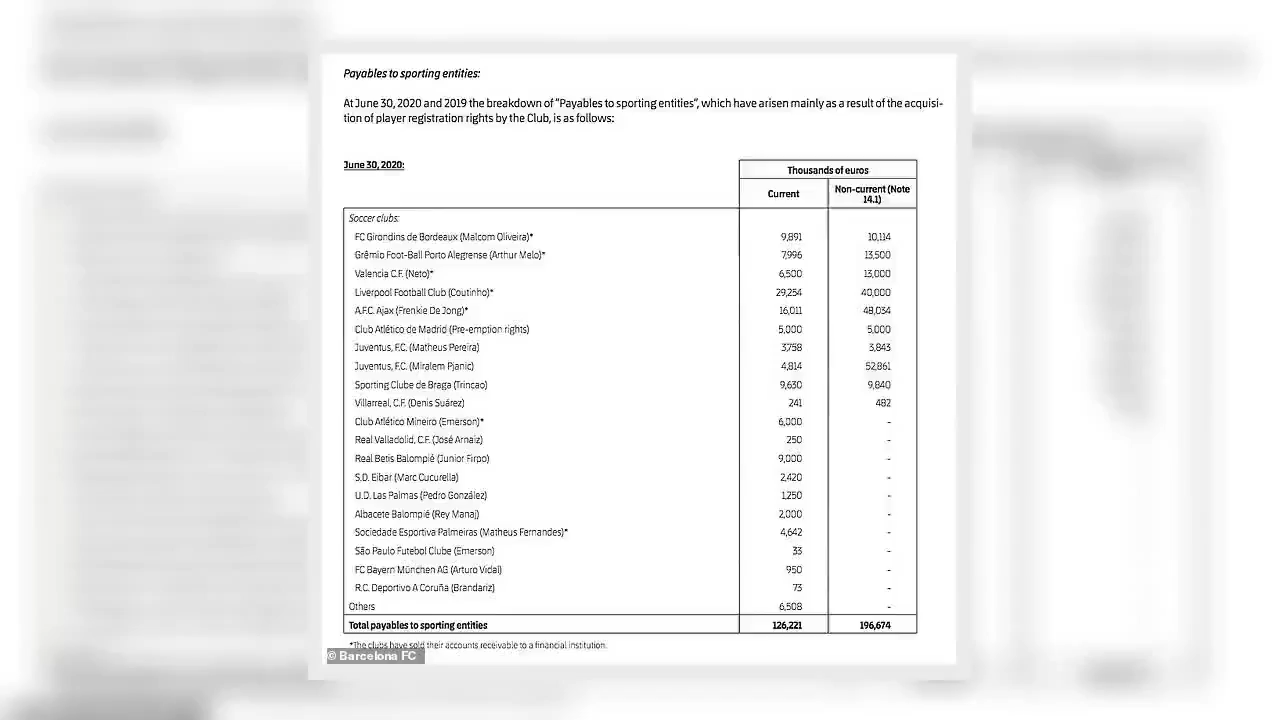 Payables to sporting entities:
At June 30, 2020 and 2019 the breakdown of "Payables to sporting entities", which have arisen mainly as a result of the acquisi-
tion of player registration rights by the Club, is as follows:
June 30, 2020:
Thousands of euros
Current Non-current (Note
14.1)
Soccer clubs:
FC Girondins de Bordeaux (Malcom Oliveira)* 9,891 10,114
Grêmio Foot-Ball Porto Alegrense (Arthur Melo)* 7,996 13,500
Valencia C.F. (Neto)* 6,500 13,000
Liverpool Football Club (Coutinho)* 29,254 40,000
A.F.C. Ajax (Frenkie De Jong)* 16,011 48,034
Club Atlético de Madrid (Pre-emption rights) 5,000 5,000
Juventus, F.C. (Matheus Pereira) 3,758 3,843
Juventus, F.C. (Miralem Pjanic) 4,814 52,861
Sporting Clube de Braga (Trincao) 9,630 9,840
Villarreal, C.F. (Denis Suárez) 241 482
Club Atlético Mineiro (Emerson)* 6,000 -
Real Valladolid, C.F. (José Arnaiz) 250 -
Real Betis Balompié (Junior Firpo) 9,000 -
S.D. Eibar (Marc Cucurella) 2,420 -
U.D. Las Palmas (Pedro González) 1,250 -
Albacete Balompié (Rey Manaj) 2,000 -
Sociedade Esportiva Palmeiras (Matheus Fernandes)* 4,642 -
São Paulo Futebol Clube (Emerson) 33 -
FC Bayern München AG (Arturo Vidal) 950 -
R.C. Deportivo A Coruña (Brandariz) 73 -
Others 6,508 -
Total payables to sporting entities 126,221 196,674
*The clubs have sold their accounts receivable to a financial institution.
© Barcelona FC